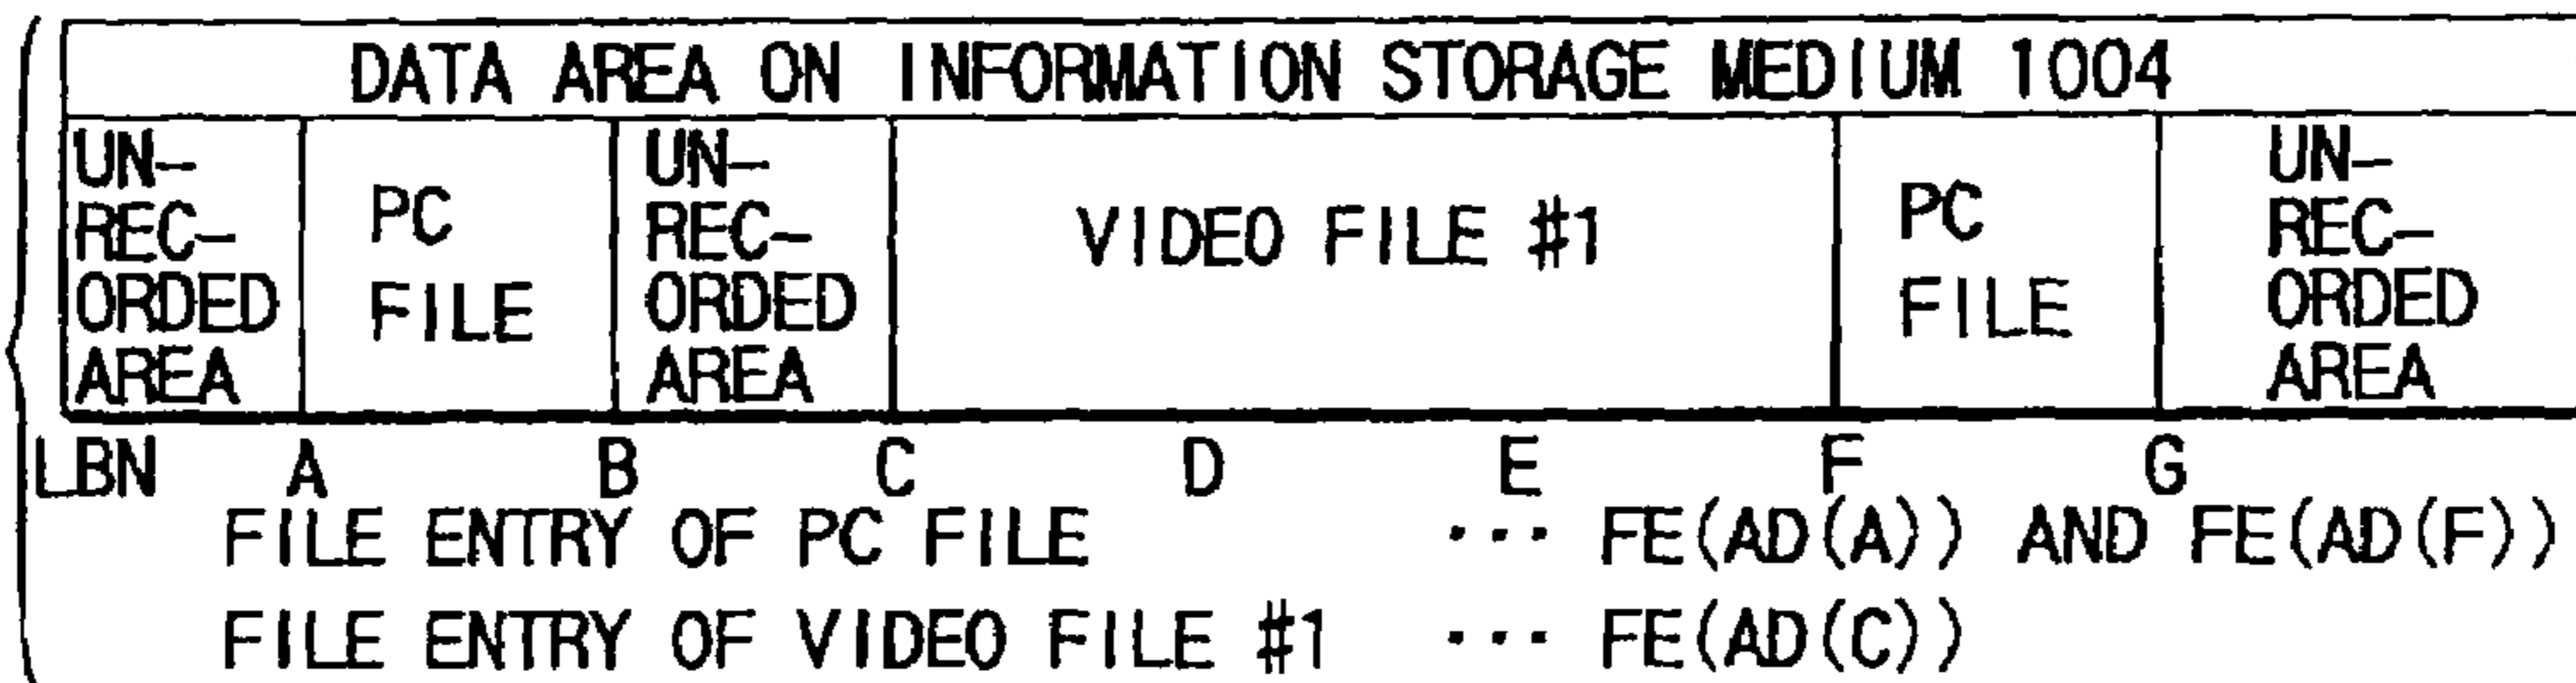 DATA AREA ON INFORMATION STORAGE MEDIUM 1004
UN-
REC-
ORDED
AREA
PC
FILE
UN-
REC-
ORDED
AREA
VIDEO FILE #1
PC
FILE
UN-
REC-
ORDED
AREA
LBN A B C D E F G
FILE ENTRY OF PC FILE ... FE(AD(A)) AND FE(AD(F))
FILE ENTRY OF VIDEO FILE #1 ... FE(AD(C))